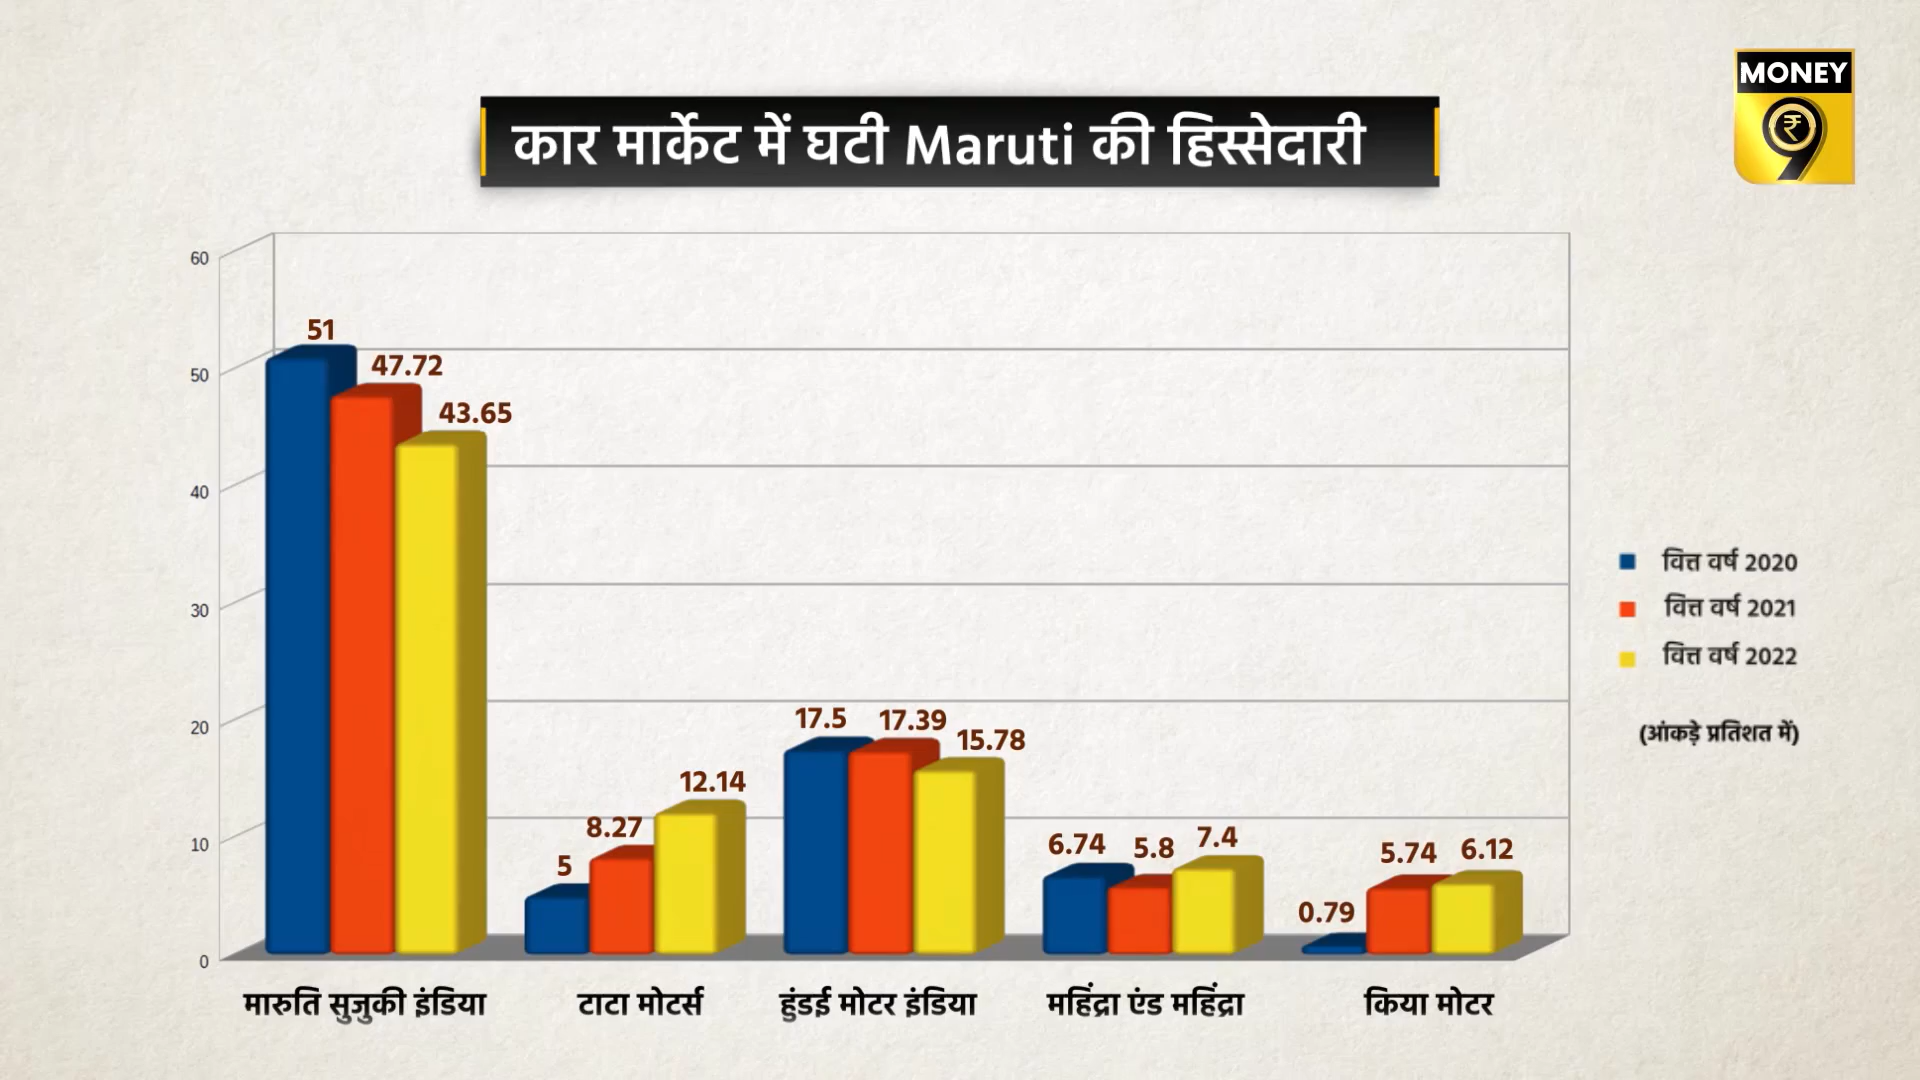 MONEY
9
कार मार्केट में घटी Maruti की हिस्सेदारी
60
50
40
30
20
10
0
51
47.72
43.65
5
8.27
12.14
17.5
17.39
15.78
6.74
5.8
7.4
0.79
5.74
6.12
मारुति सुजुकी इंडिया
टाटा मोटर्स
हुंडई मोटर इंडिया
महिंद्रा एंड महिंद्रा
किया मोटर
वित्त वर्ष 2020
वित्त वर्ष 2021
वित्त वर्ष 2022
(आंकड़े प्रतिशत में)